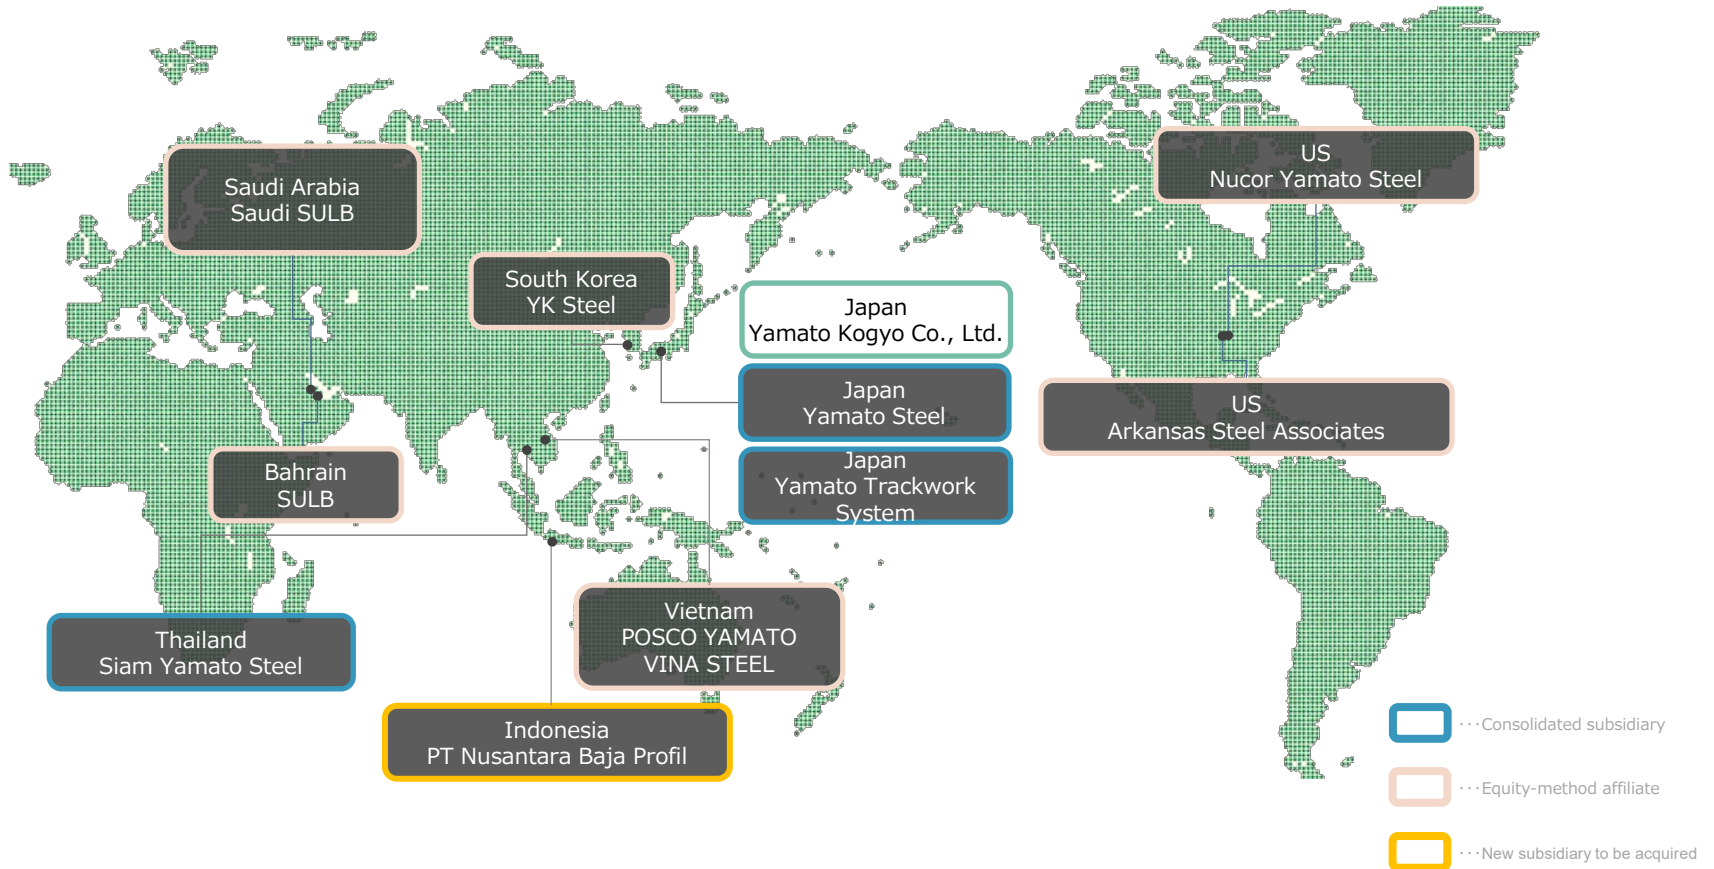 US
Nucor Yamato Steel
Saudi Arabia
Saudi SULB
South Korea
YK Steel
Japan
Yamato Kogyo Co., Ltd.
Japan
Yamato Steel
US
Arkansas Steel Associates
Japan
Yamato Trackwork
System
Bahrain
SULB
Vietnam
POSCO YAMATO
VINA STEEL
Thailand
Siam Yamato Steel
Indonesia
PT Nusantara Baja Profil
···Consolidated subsidiary
···Equity-method affiliate
···New subsidiary to be acquired